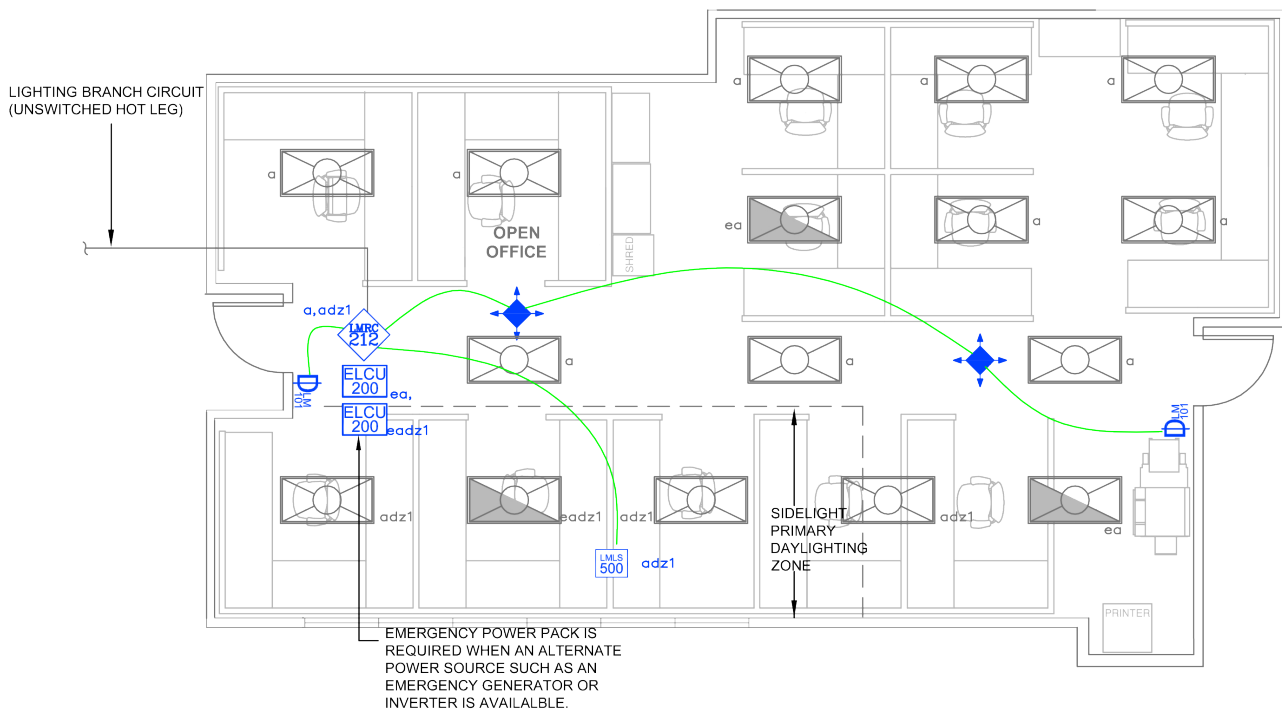 LIGHTING BRANCH CIRCUIT
(UNSWITCHED HOT LEG)
a
a
a
a
a
ea
a
a
OPEN
OFFICE
SHRED
a,adz1
LMRC
212
a
a
a
LM
101
ELCU
200
ea,
ELCU
200
eadz1
LM
101
adz1
eadz1
adz1
adz1
ea
SIDELIGHT
PRIMARY
DAYLIGHTING
ZONE
LMLS
500
adz1
PRINTER
EMERGENCY POWER PACK IS
REQUIRED WHEN AN ALTERNATE
POWER SOURCE SUCH AS AN
EMERGENCY GENERATOR OR
INVERTER IS AVAILALBLE.